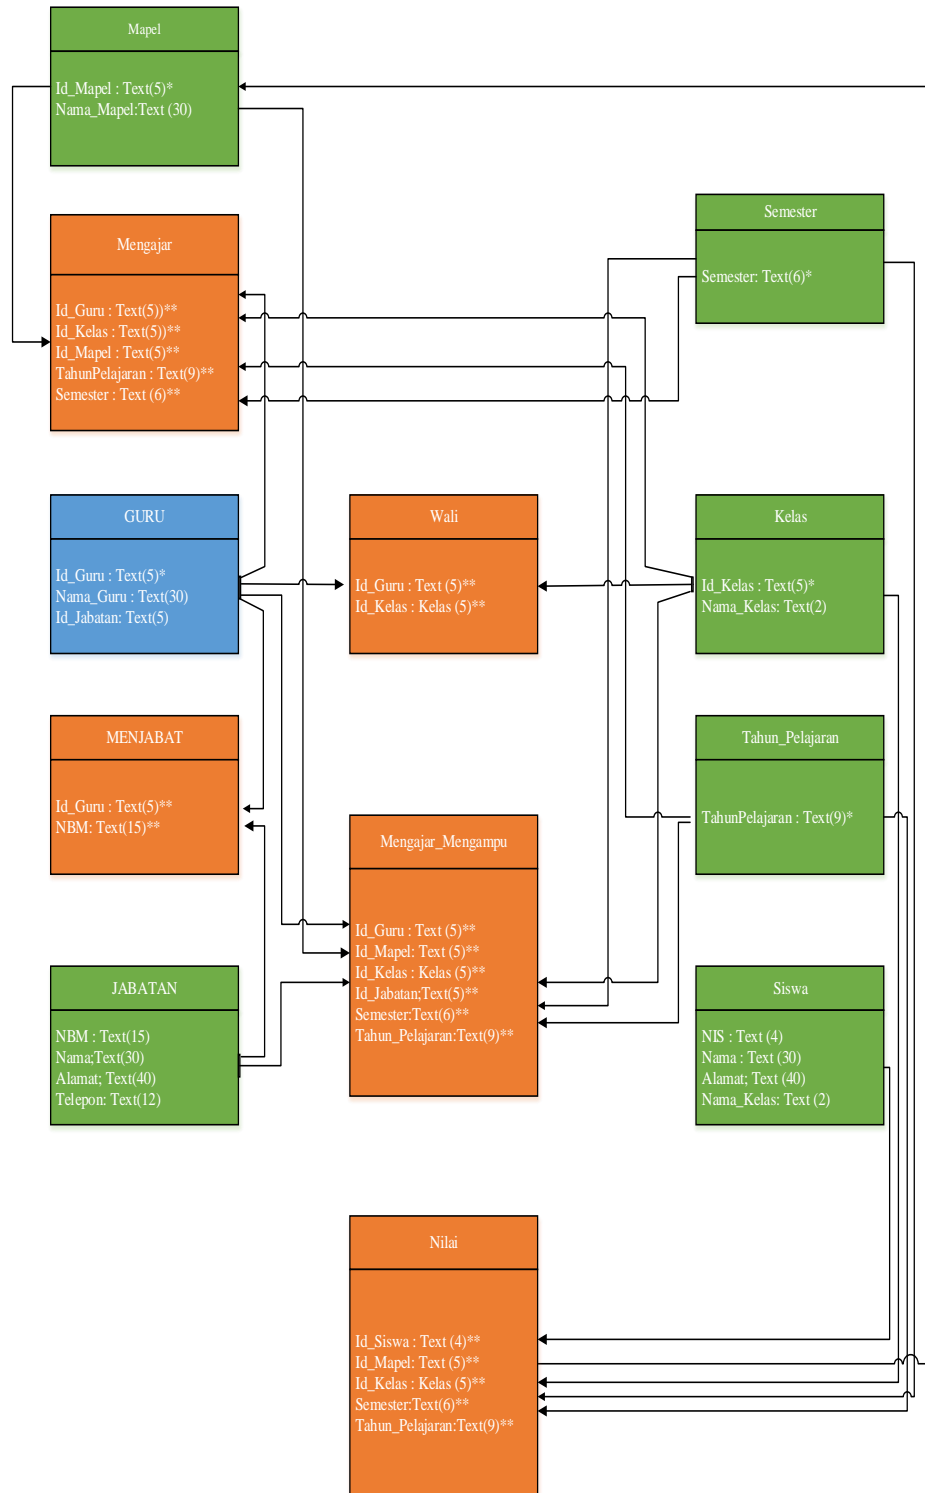 Mapel
Id_Mapel : Text(5)*
Nama_Mapel:Text (30)
Mengajar
Id_Guru : Text(5))**
Id_Kelas : Text(5))**
Id_Mapel : Text(5)**
TahunPelajaran : Text(9)**
Semester : Text (6)**
Semester
Semester: Text(6)*
GURU
Id_Guru : Text(5)*
Nama_Guru : Text(30)
Id_Jabatan: Text(5)
Wali
Id_Guru : Text (5)**
Id_Kelas : Kelas (5)**
Kelas
Id_Kelas : Text(5)*
Nama_Kelas: Text(2)
MENJABAT
Id_Guru : Text(5)**
NBM: Text(15)**
Tahun_Pelajaran
TahunPelajaran : Text(9)*
Mengajar_Mengampu
Id_Guru : Text (5)**
Id_Mapel: Text (5)**
Id_Kelas : Kelas (5)**
Id_Jabatan;Text(5)**
Semester:Text(6)**
Tahun_Pelajaran:Text(9)**
JABATAN
NBM : Text(15)
Nama;Text(30)
Alamat; Text(40)
Telepon: Text(12)
Siswa
NIS : Text (4)
Nama : Text (30)
Alamat; Text (40)
Nama_Kelas: Text (2)
Nilai
Id_Siswa : Text (4)**
Id_Mapel: Text (5)**
Id_Kelas : Kelas (5)**
Semester:Text(6)**
Tahun_Pelajaran:Text(9)**